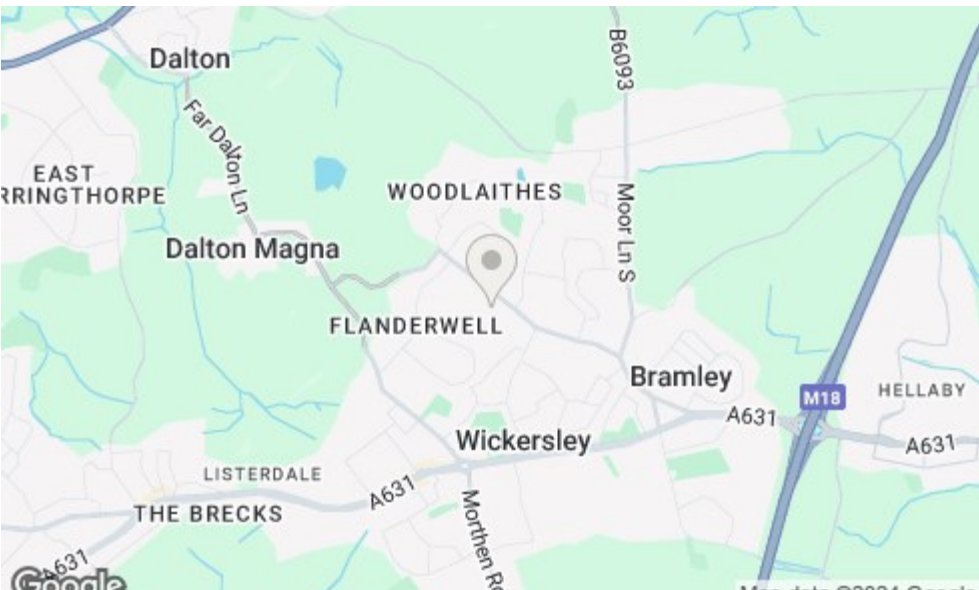 Dalton
B6093
Far Dalton Ln
EAST
RRINGTHORPE
WOODLAITHES
Moor Ln S
Dalton Magna
FLANDERWELL
Bramley
M18
HELLABY
A631
A631
Wickersley
LISTERDALE
A631
THE BRECKS
Morthen R
A631
Google